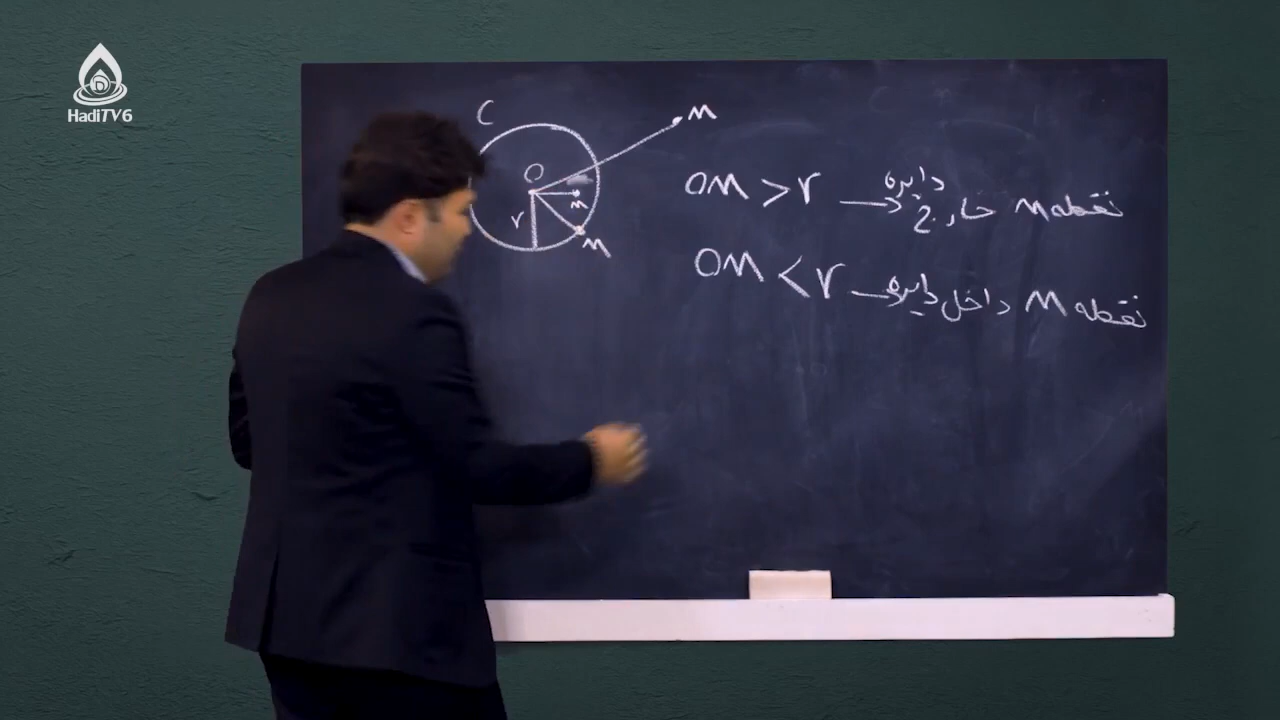 HadiTV6
C
M
O
m
r
M
OM > r → نقطه M خارج دایره
OM < r → نقطه M داخل دایره